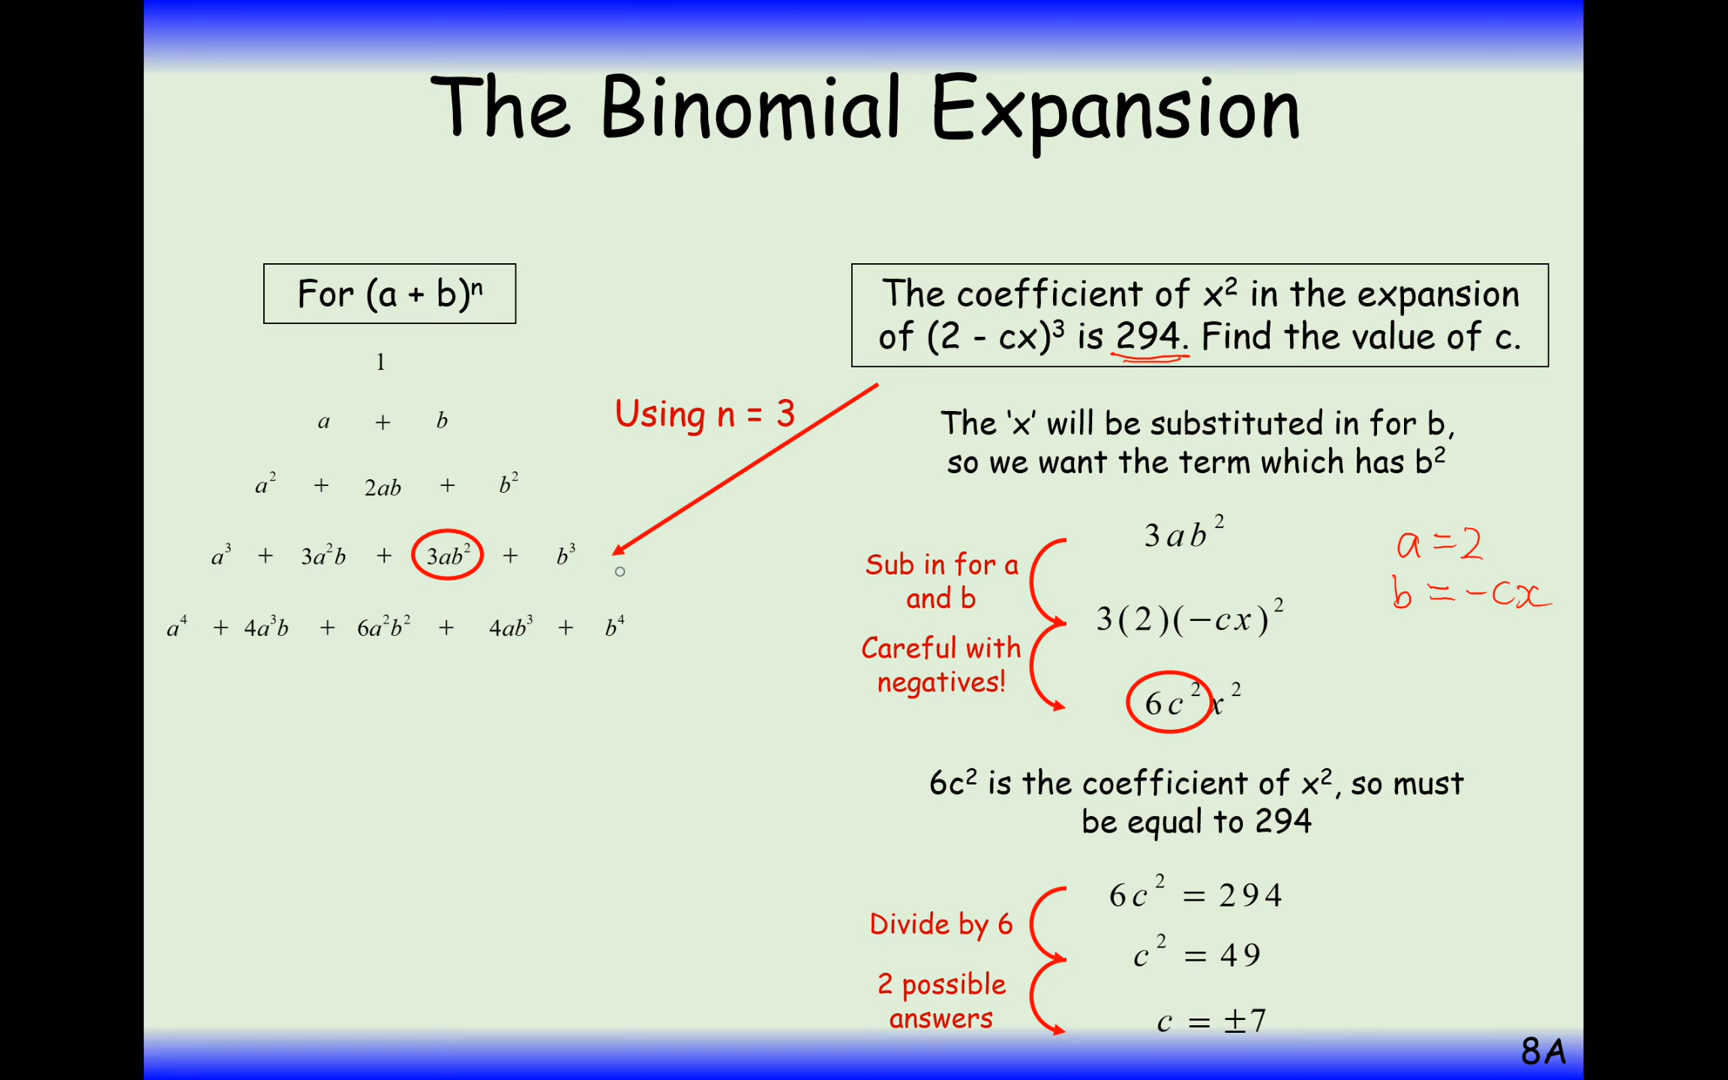 The Binomial Expansion
For (a + b)ⁿ
1
a + b
a² + 2ab + b²
a³ + 3a²b + 3ab² + b³
a⁴ + 4a³b + 6a²b² + 4ab³ + b⁴
Using n = 3
The coefficient of x² in the expansion
of (2 - cx)³ is 294. Find the value of c.
The ‘x’ will be substituted in for b,
so we want the term which has b²
3ab²
a = 2
b = -cx
Sub in for a
and b
3(2)(−cx)²
Careful with
negatives!
6c²x²
6c² is the coefficient of x², so must
be equal to 294
6c² = 294
Divide by 6
c² = 49
2 possible
answers
c = ±7
8A